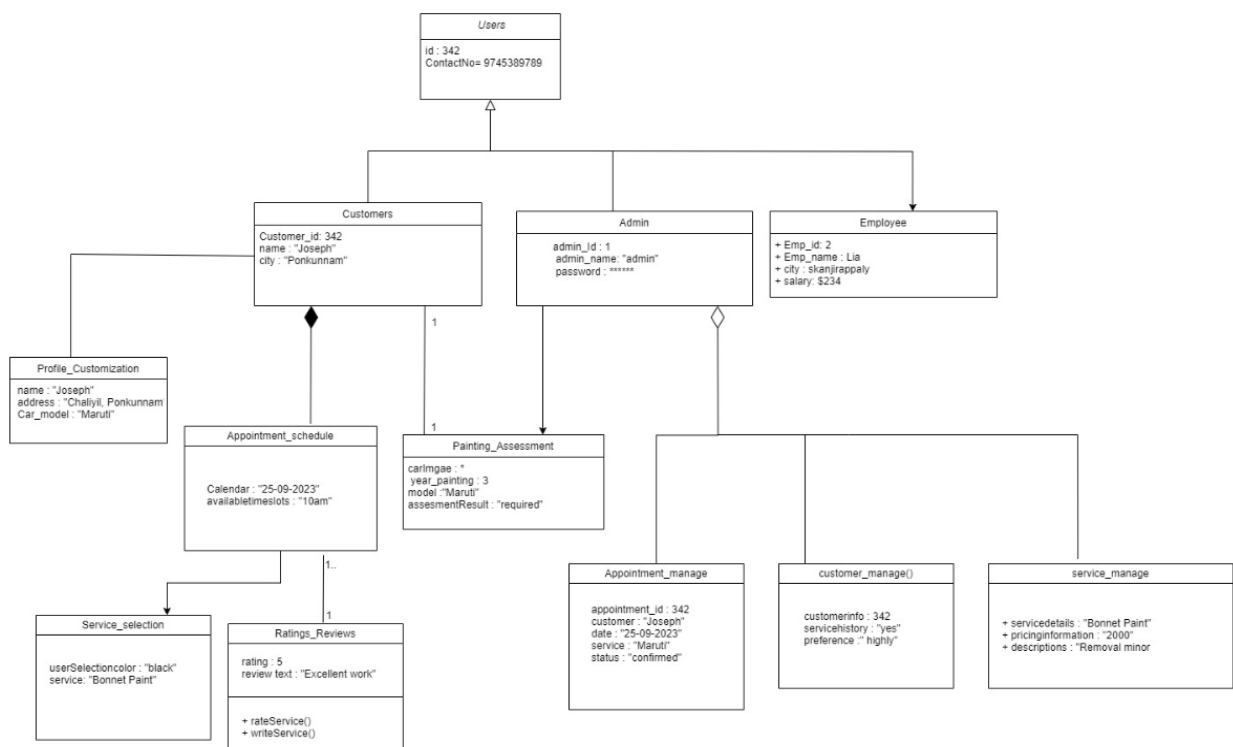 Users
id : 342
ContactNo= 9745389789
Customers
Customer_id: 342
name : "Joseph"
city : "Ponkunnam"
Admin
admin_Id : 1
admin_name: "admin"
password : ******
Employee
+ Emp_id: 2
+ Emp_name : Lia
+ city : skanjirappaly
+ salary: $234
1
Profile_Customization
name : "Joseph"
address : "Chaliyil, Ponkunnam
Car_model : "Maruti"
Appointment_schedule
Calendar : "25-09-2023"
availabletimeslots : "10am"
1
Painting_Assessment
carImgae : *
year_painting : 3
model :"Maruti"
assesmentResult : "required"
1..
1
Service_selection
userSelectioncolor : "black"
service: "Bonnet Paint"
Ratings_Reviews
rating : 5
review text : "Excellent work"
+ rateService()
+ writeService()
Appointment_manage
appointment_id : 342
customer : "Joseph"
date : "25-09-2023"
service : "Maruti"
status : "confirmed"
customer_manage()
customerinfo : 342
servicehistory : "yes"
preference :" highly"
service_manage
+ servicedetails : "Bonnet Paint"
+ pricinginformation : "2000"
+ descriptions : "Removal minor